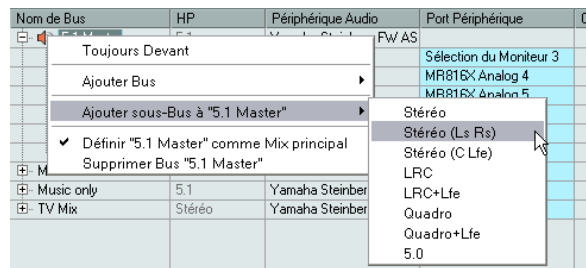 Nom de Bus HP Périphérique Audio Port Périphérique
5.1 Master 5.1 Yamaha Steinberg FW AS
Toujours Devant
Sélection du Moniteur 3
Ajouter Bus
MR816X Analog 4
MR816X Analog 5
Ajouter sous-Bus à "5.1 Master"
Stéréo
Stéréo (Ls Rs)
Définir "5.1 Master" comme Mix principal
Stéréo (C Lfe)
Supprimer Bus "5.1 Master"
LRC
M
Music only 5.1 Yamaha Steinber
LRC+Lfe
TV Mix Stéréo Yamaha Steinber
Quadro
Quadro+Lfe
5.0